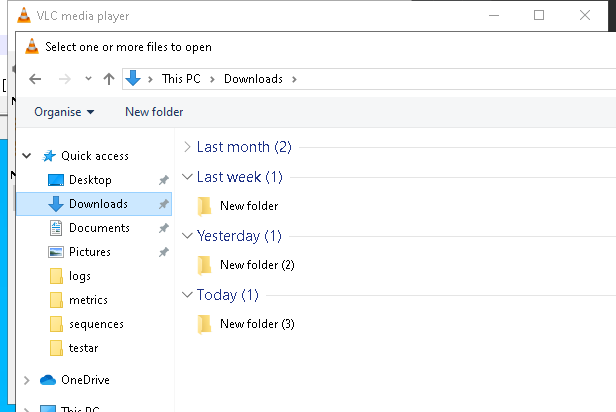 VLC media player
Select one or more files to open
This PC
Downloads
Organise
New folder
Quick access
Desktop
Downloads
Documents
Pictures
logs
metrics
sequences
testar
OneDrive
This PC
Last month (2)
Last week (1)
New folder
Yesterday (1)
New folder (2)
Today (1)
New folder (3)